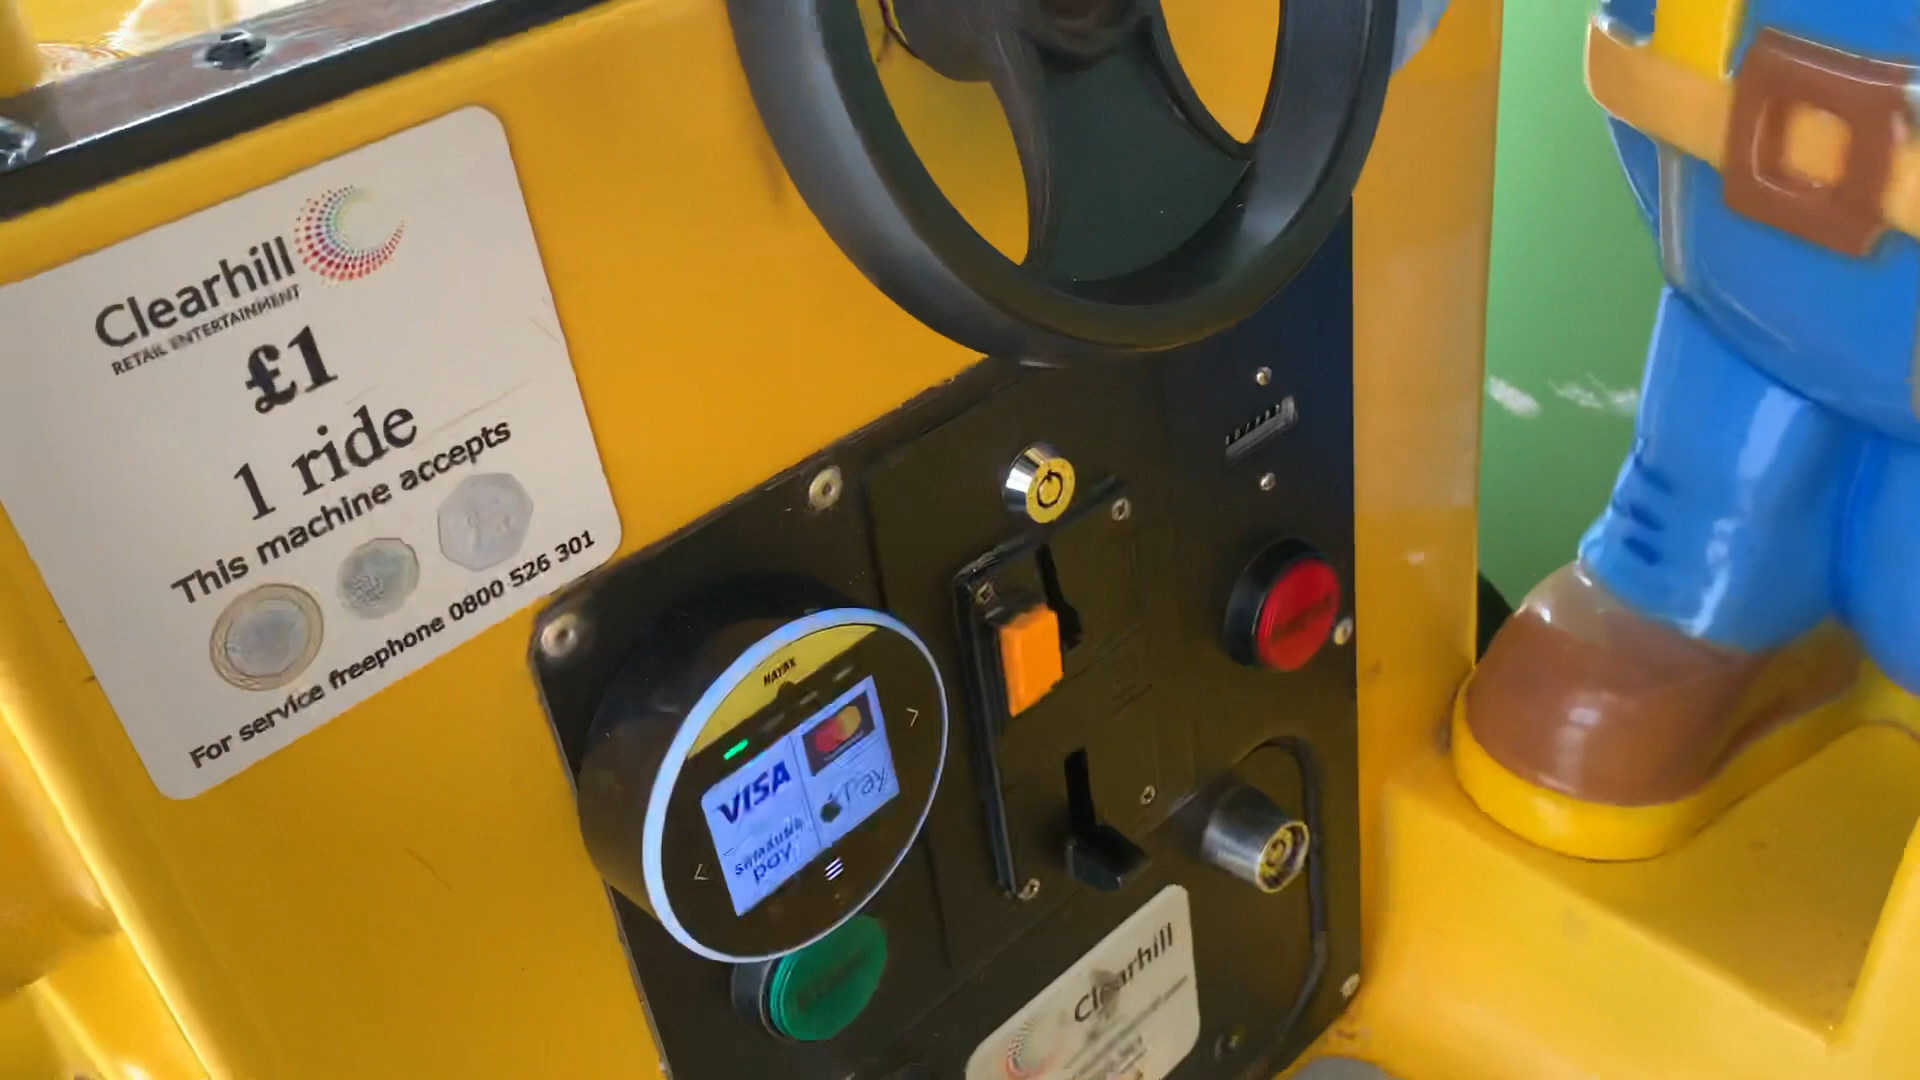 Clearhill
RETAIL ENTERTAINMENT
£1
1 ride
This machine accepts
For service freephone 0800 526 301
NAYAX
VISA
Pay
pay
Clearhill